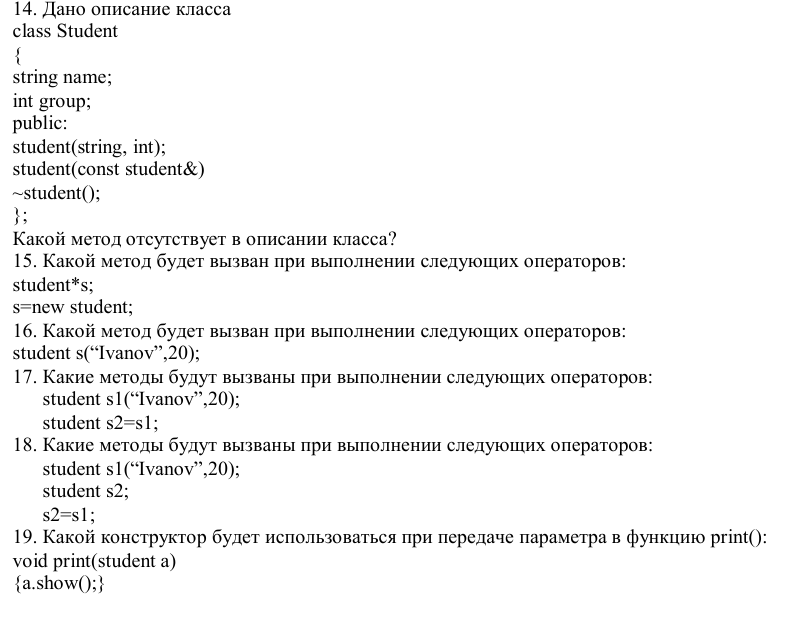 14. Дано описание класса
class Student
{
string name;
int group;
public:
student(string, int);
student(const student&)
~student();
};
Какой метод отсутствует в описании класса?
15. Какой метод будет вызван при выполнении следующих операторов:
student*s;
s=new student;
16. Какой метод будет вызван при выполнении следующих операторов:
student s(“Ivanov”,20);
17. Какие методы будут вызваны при выполнении следующих операторов:
student s1(“Ivanov”,20);
student s2=s1;
18. Какие методы будут вызваны при выполнении следующих операторов:
student s1(“Ivanov”,20);
student s2;
s2=s1;
19. Какой конструктор будет использоваться при передаче параметра в функцию print():
void print(student a)
{a.show();}